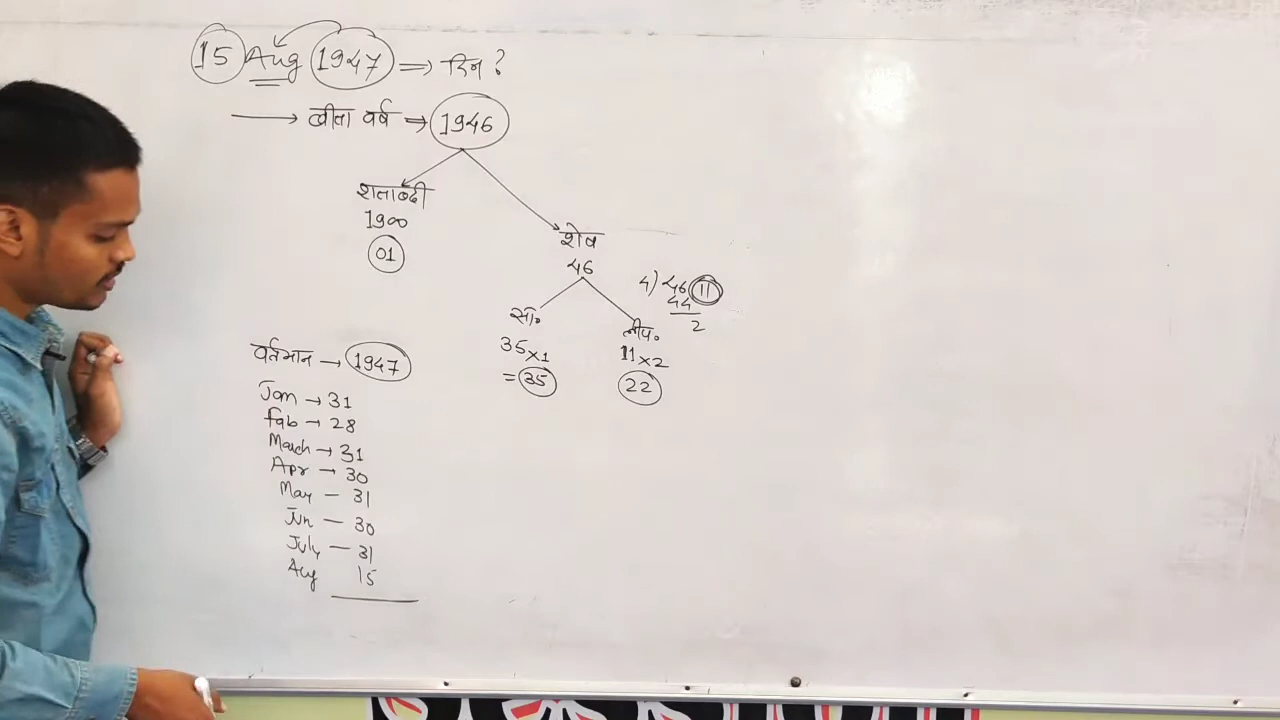 15 Aug 1947 ⇒ दिन ?
→ बीता वर्ष ⇒ 1946
शताब्दी
1900
01
शेष
46
4) 46 11
44
2
सा॰
35×1
= 35
लीप॰
11×2
22
वर्तमान → 1947
Jan → 31
Feb → 28
March → 31
Apr → 30
May - 31
Jun - 30
July - 31
Aug 15